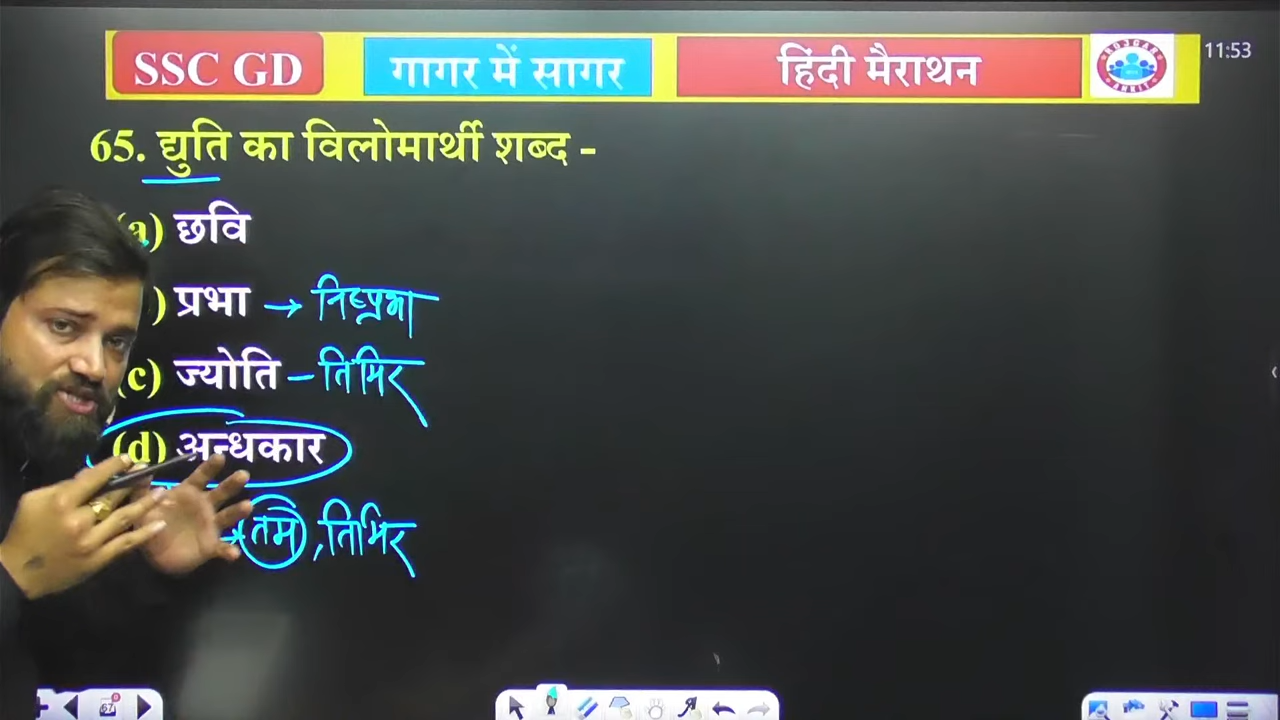 SSC GD गागर में सागर हिंदी मैराथन 11:53
65. द्युति का विलोमार्थी शब्द -
(a) छवि
) प्रभा → निष्प्रभा
(c) ज्योति – तिमिर
(d) अन्धकार
तम, तिमिर